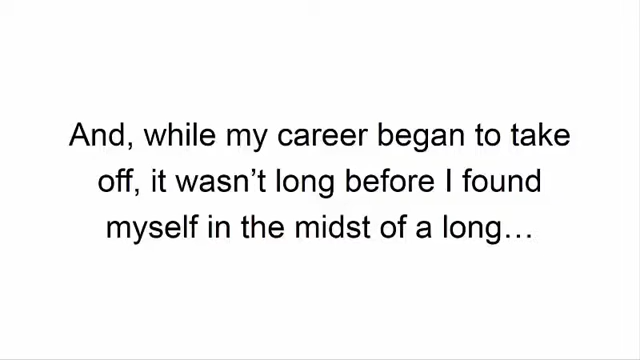 And, while my career began to take
off, it wasn’t long before I found
myself in the midst of a long…